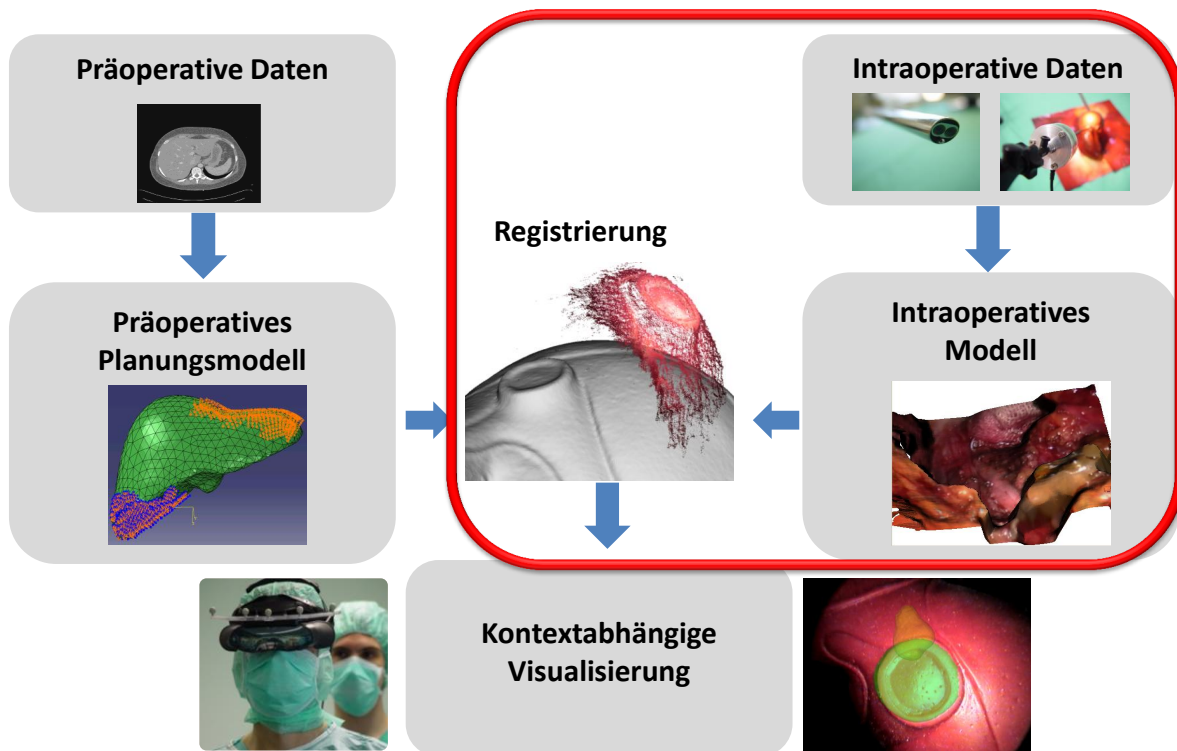 Präoperative Daten
Intraoperative Daten
Registrierung
Präoperatives
Planungsmodell
Intraoperatives
Modell
Kontextabhängige
Visualisierung